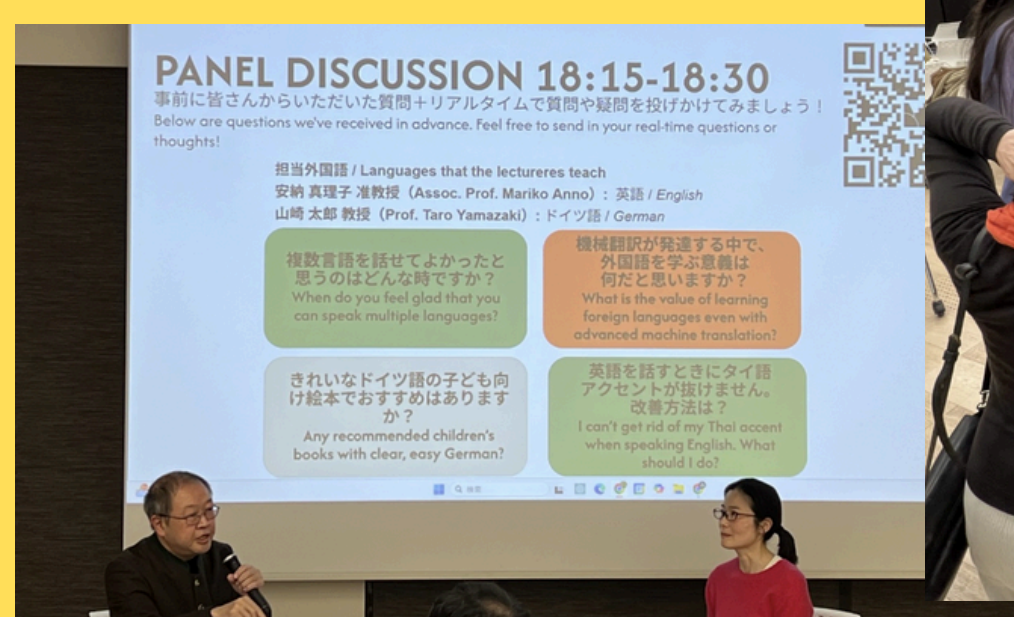 PANEL DISCUSSION 18:15-18:30
事前に皆さんからいただいた質問＋リアルタイムで質問や疑問を投げかけてみましょう！
Below are questions we've received in advance. Feel free to send in your real-time questions or
thoughts!
担当外国語 / Languages that the lectureres teach
安納 真理子 准教授（Assoc. Prof. Mariko Anno）: 英語 / English
山崎 太郎 教授（Prof. Taro Yamazaki）: ドイツ語 / German
複数言語を話せてよかったと
思うのはどんな時ですか？
When do you feel glad that you
can speak multiple languages?
機械翻訳が発達する中で、
外国語を学ぶ意義は
何だと思いますか？
What is the value of learning
foreign languages even with
advanced machine translation?
きれいなドイツ語の子ども向
け絵本でおすすめはあります
か？
Any recommended children's
books with clear, easy German?
英語を話すときにタイ語
アクセントが抜けません。
改善方法は？
I can't get rid of my Thai accent
when speaking English. What
should I do?
検索